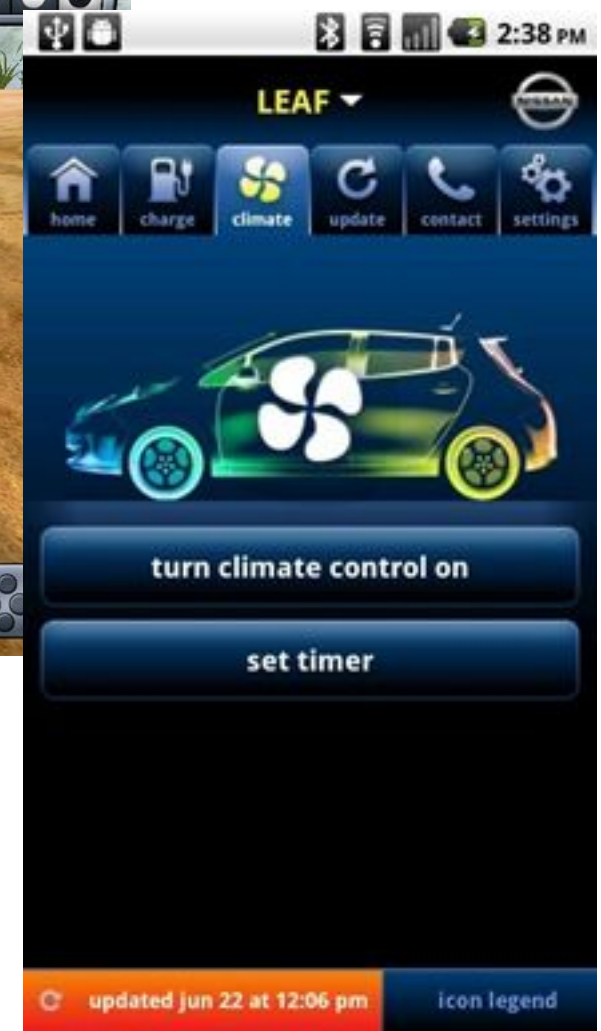 2:38 PM
LEAF
NISSAN
home charge climate update contact settings
turn climate control on
set timer
updated jun 22 at 12:06 pm icon legend